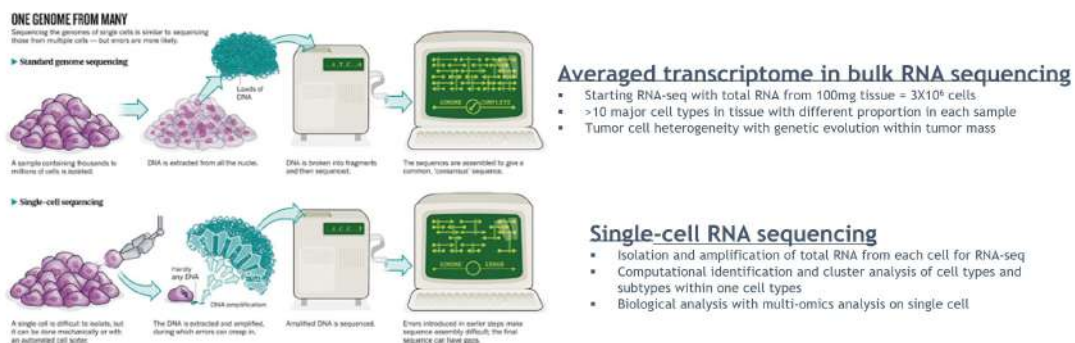 ONE GENOME FROM MANY
Sequencing the genomes of single cells is similar to sequencing
those from multiple cells — but errors are more likely.
▶ Standard genome sequencing
Loads of
DNA
GENOME COMPLETE
A sample containing thousands to
millions of cells is isolated.
DNA is extracted from all the nuclei.
DNA is broken into fragments
and then sequenced.
The sequences are assembled to give a
common, 'consensus' sequence.
▶ Single-cell sequencing
Hardly
any DNA
DNA amplification
GENOME ERROR
A single cell is difficult to isolate, but
it can be done mechanically or with
an automated cell sorter.
The DNA is extracted and amplified,
during which errors can creep in.
Amplified DNA is sequenced.
Errors introduced in earlier steps make
sequence assembly difficult; the final
sequence can have gaps.
Averaged transcriptome in bulk RNA sequencing
▪ Starting RNA-seq with total RNA from 100mg tissue = 3X10⁶ cells
▪ >10 major cell types in tissue with different proportion in each sample
▪ Tumor cell heterogeneity with genetic evolution within tumor mass
Single-cell RNA sequencing
▪ Isolation and amplification of total RNA from each cell for RNA-seq
▪ Computational identification and cluster analysis of cell types and
subtypes within one cell types
▪ Biological analysis with multi-omics analysis on single cell